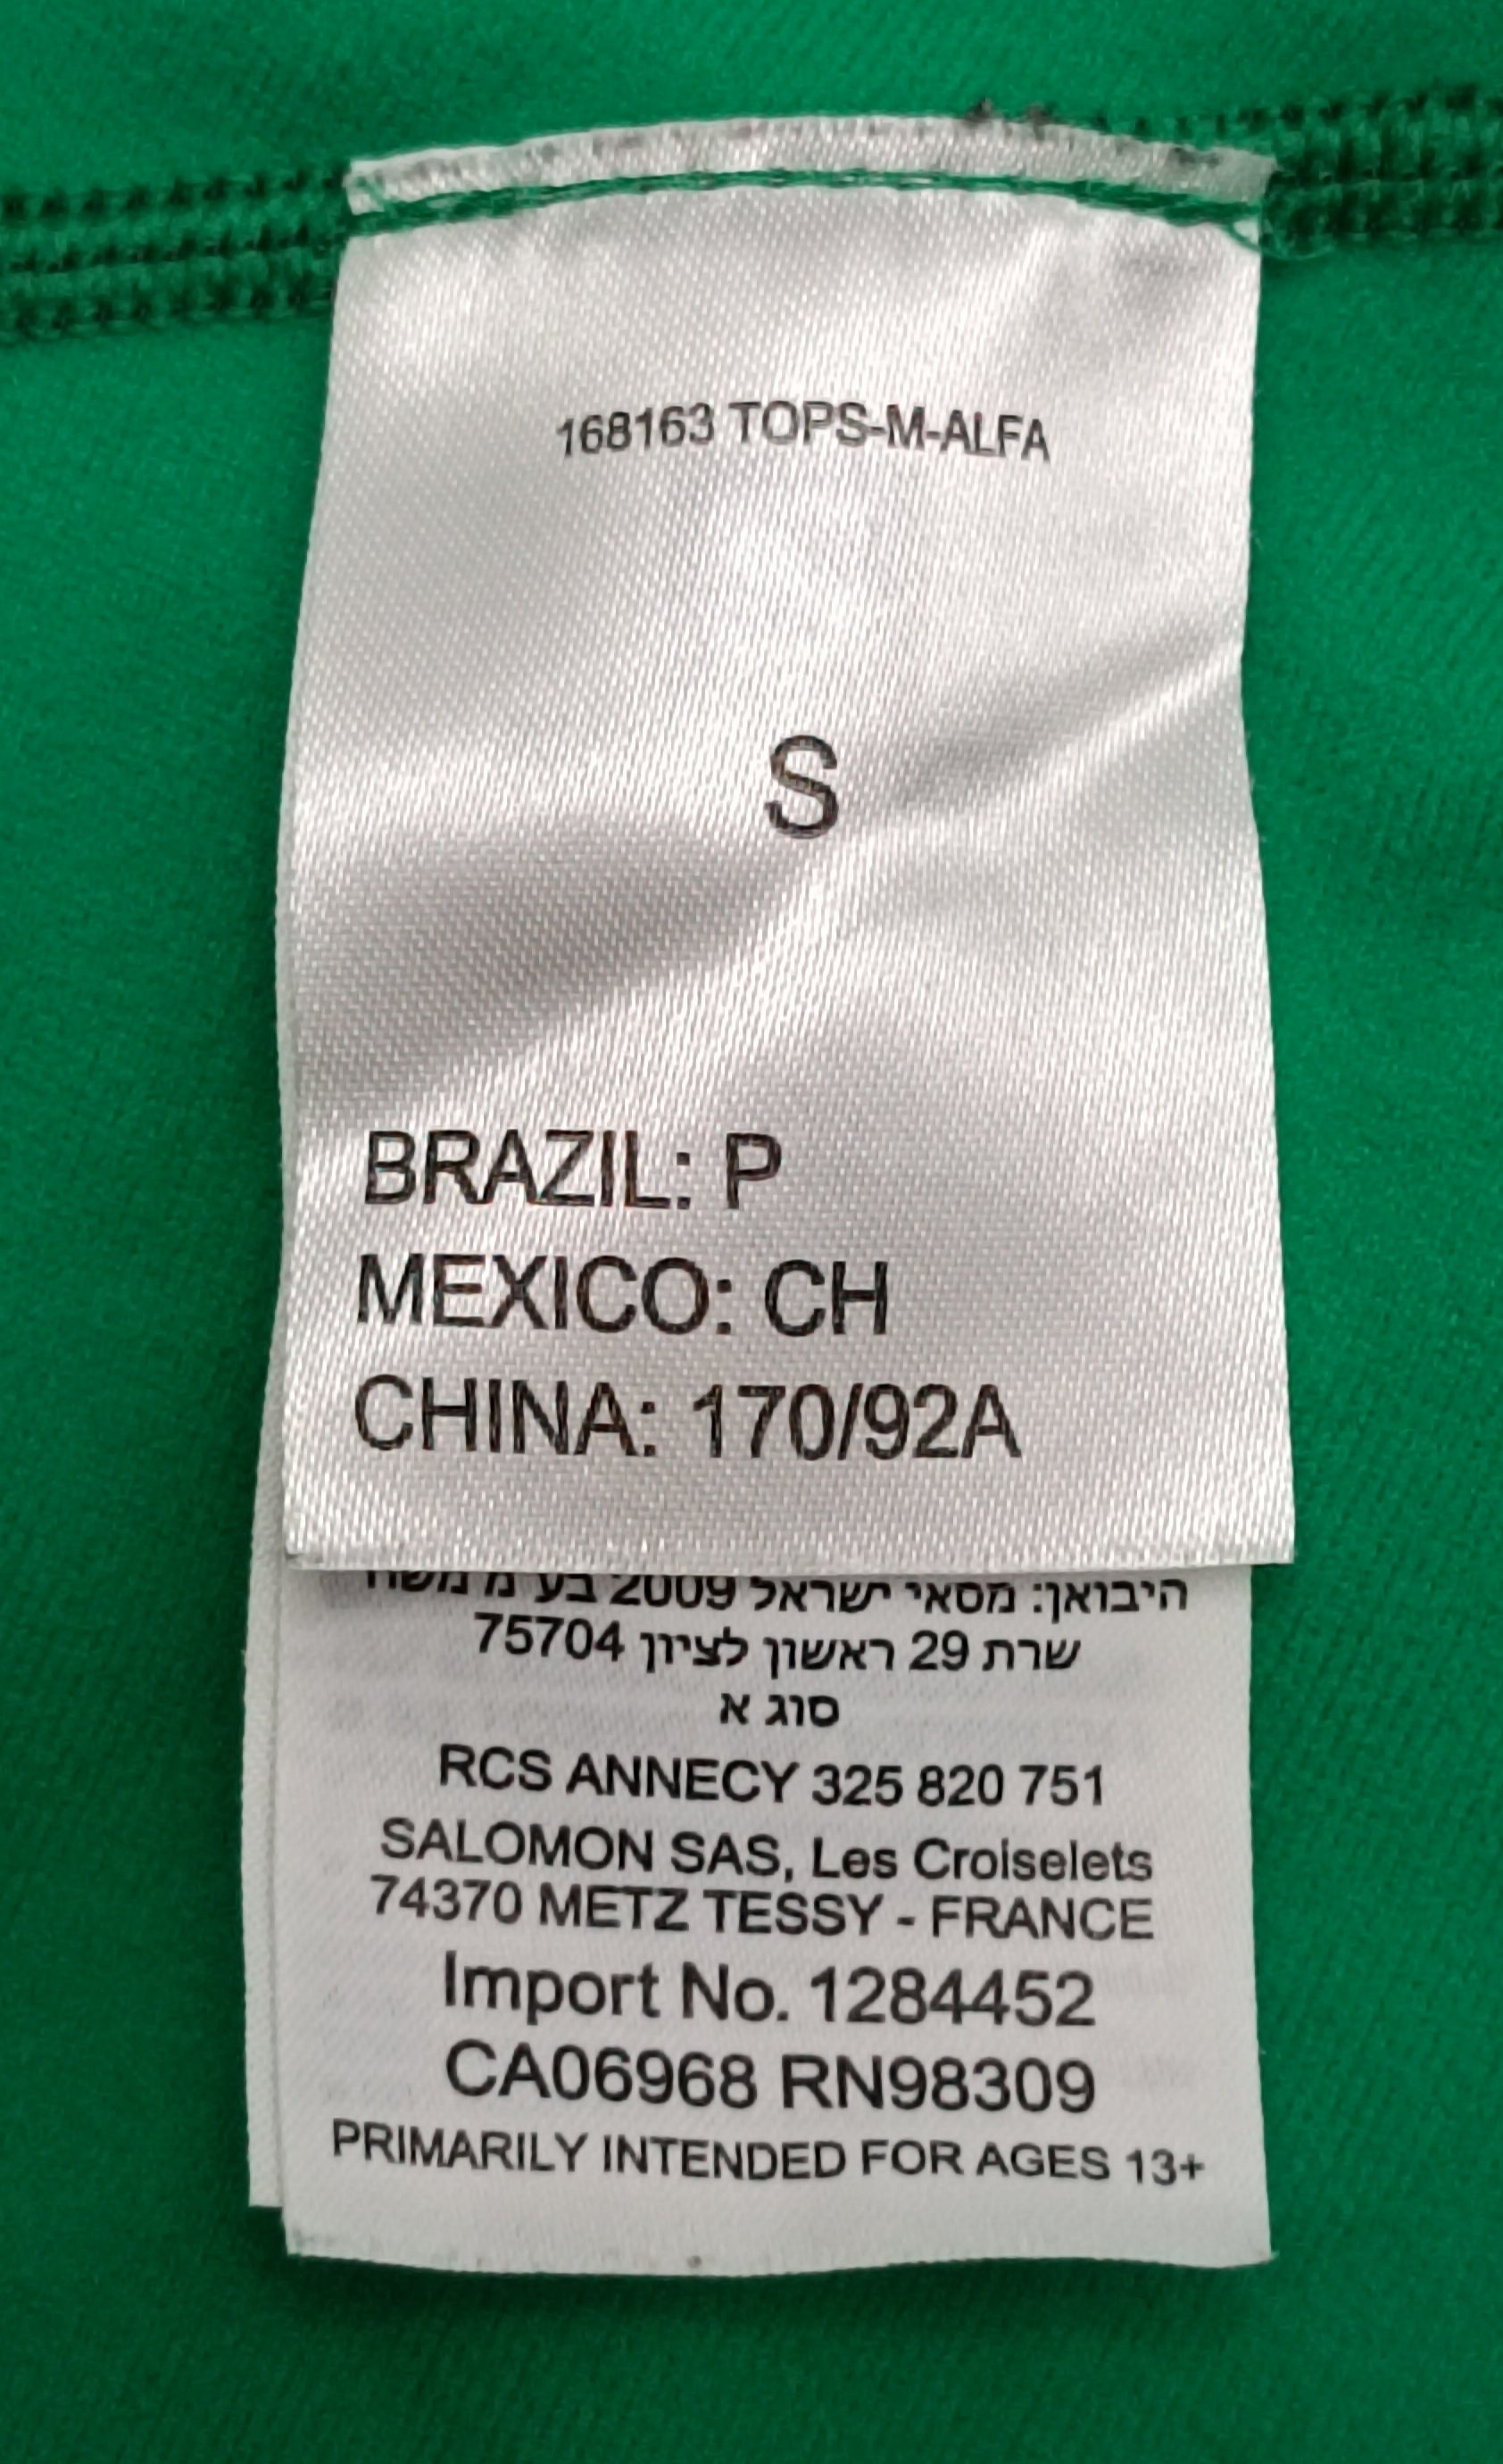 168163 TOPS-M-ALFA
S
BRAZIL: P
MEXICO: CH
CHINA: 170/92A
היבואן: מסאי ישראל 2009 בע"מ משה
שרת 29 ראשון לציון 75704
סוג א
RCS ANNECY 325 820 751
SALOMON SAS, Les Croiselets
74370 METZ TESSY - FRANCE
Import No. 1284452
CA06968 RN98309
PRIMARILY INTENDED FOR AGES 13+